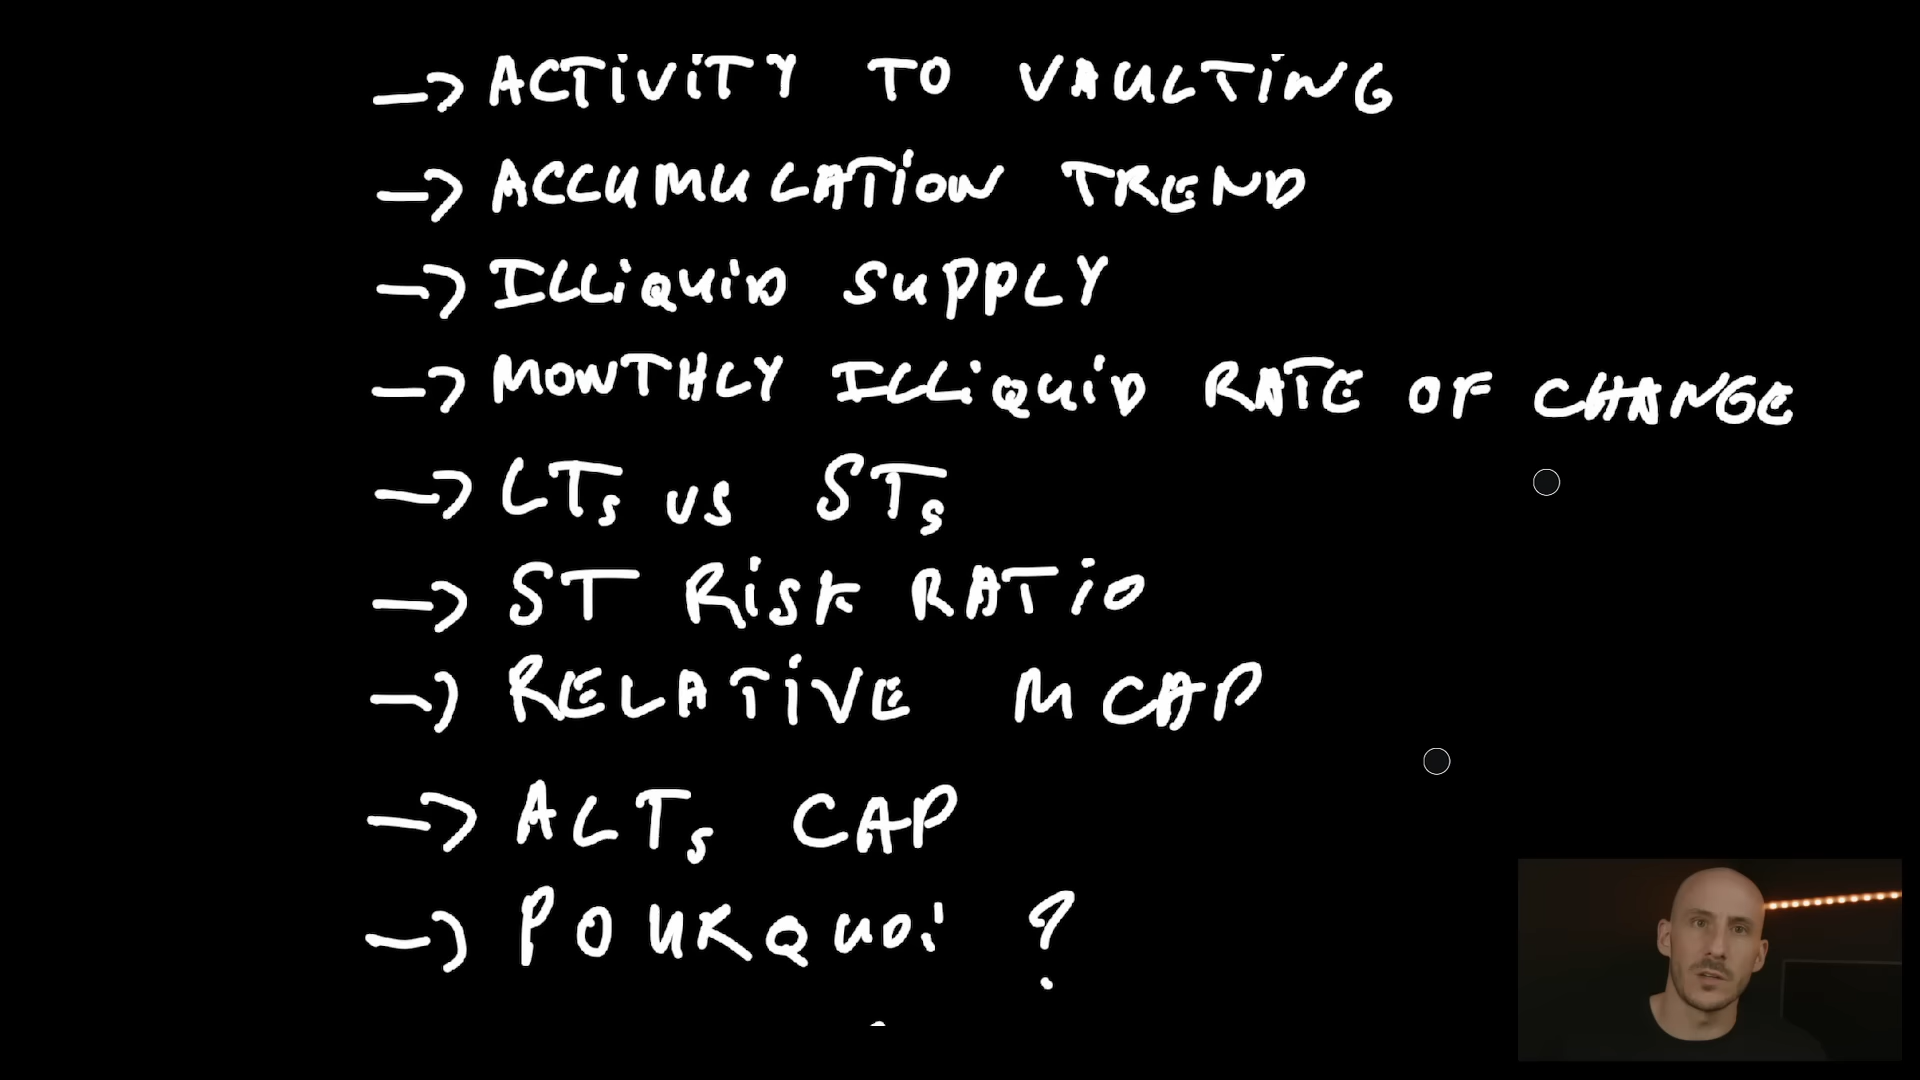 → ACTIVITY TO VAULTING
→ ACCUMULATION TREND
→ ILLIQUID SUPPLY
→ MONTHLY ILLIQUID RATE OF CHANGE
→ LTs vs STs
→ ST RISK RATIO
→ RELATIVE MCAP
→ ALTs CAP
→ POURQUOI ?